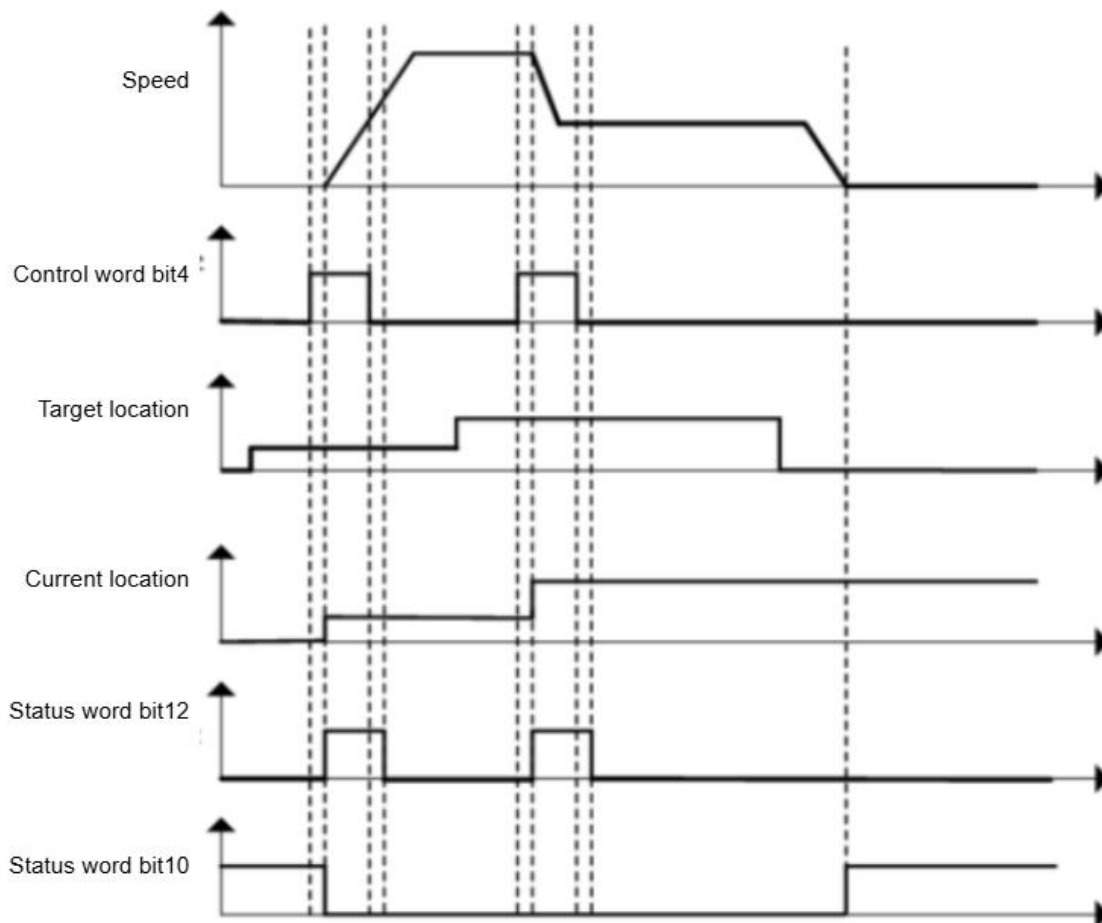 Speed
Control word bit4
Target location
Current location
Status word bit12
Status word bit10